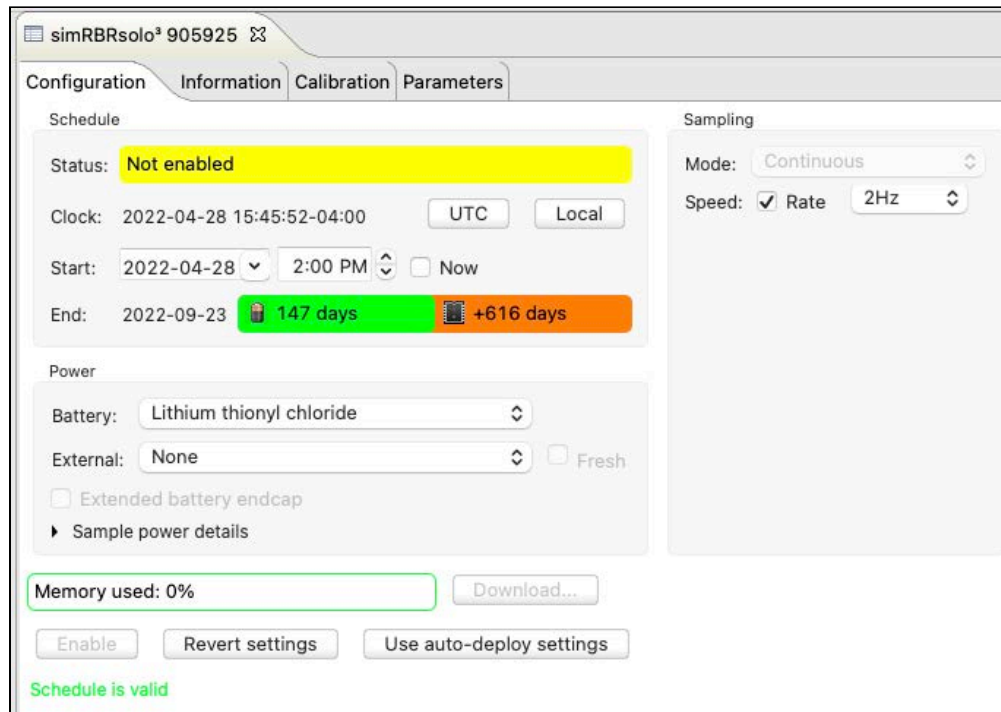 simRBRsolo³ 905925
Configuration Information Calibration Parameters
Schedule
Status: Not enabled
Clock: 2022-04-28 15:45:52-04:00 UTC Local
Start: 2022-04-28 2:00 PM Now
End: 2022-09-23 147 days +616 days
Power
Battery: Lithium thionyl chloride
External: None Fresh
Extended battery endcap
Sample power details
Memory used: 0% Download...
Enable Revert settings Use auto-deploy settings
Schedule is valid
Sampling
Mode: Continuous
Speed: Rate 2Hz